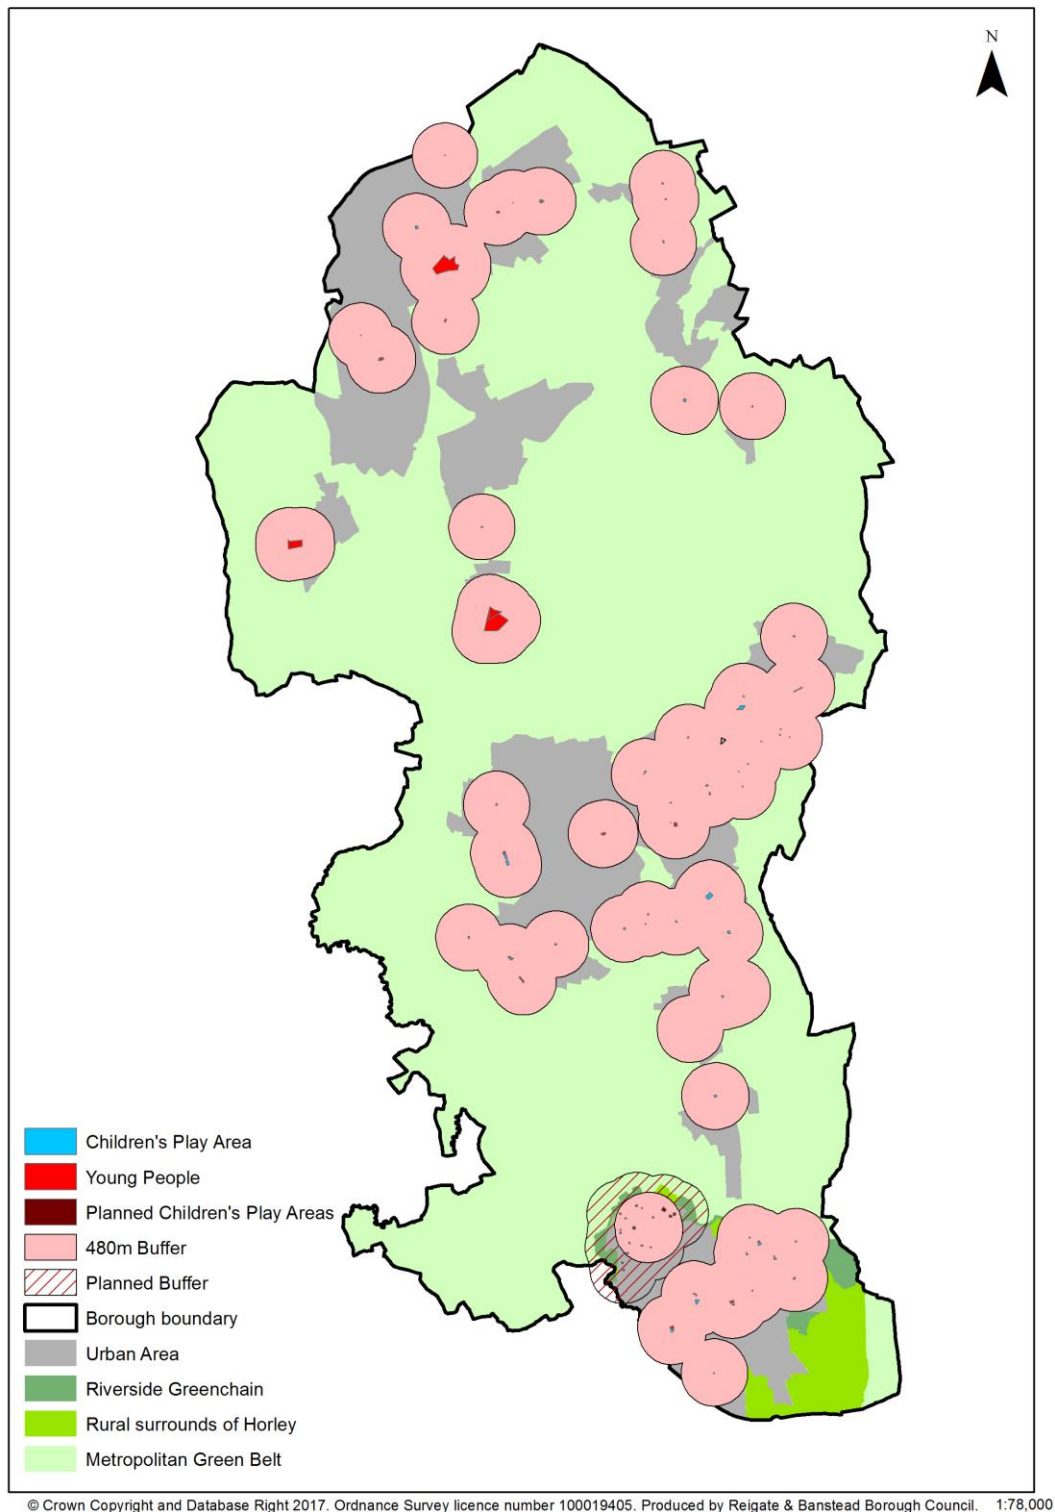 N
Children's Play Area
Young People
Planned Children's Play Areas
480m Buffer
Planned Buffer
Borough boundary
Urban Area
Riverside Greenchain
Rural surrounds of Horley
Metropolitan Green Belt
© Crown Copyright and Database Right 2017. Ordnance Survey licence number 100019405. Produced by Reigate & Banstead Borough Council. 1:78,000